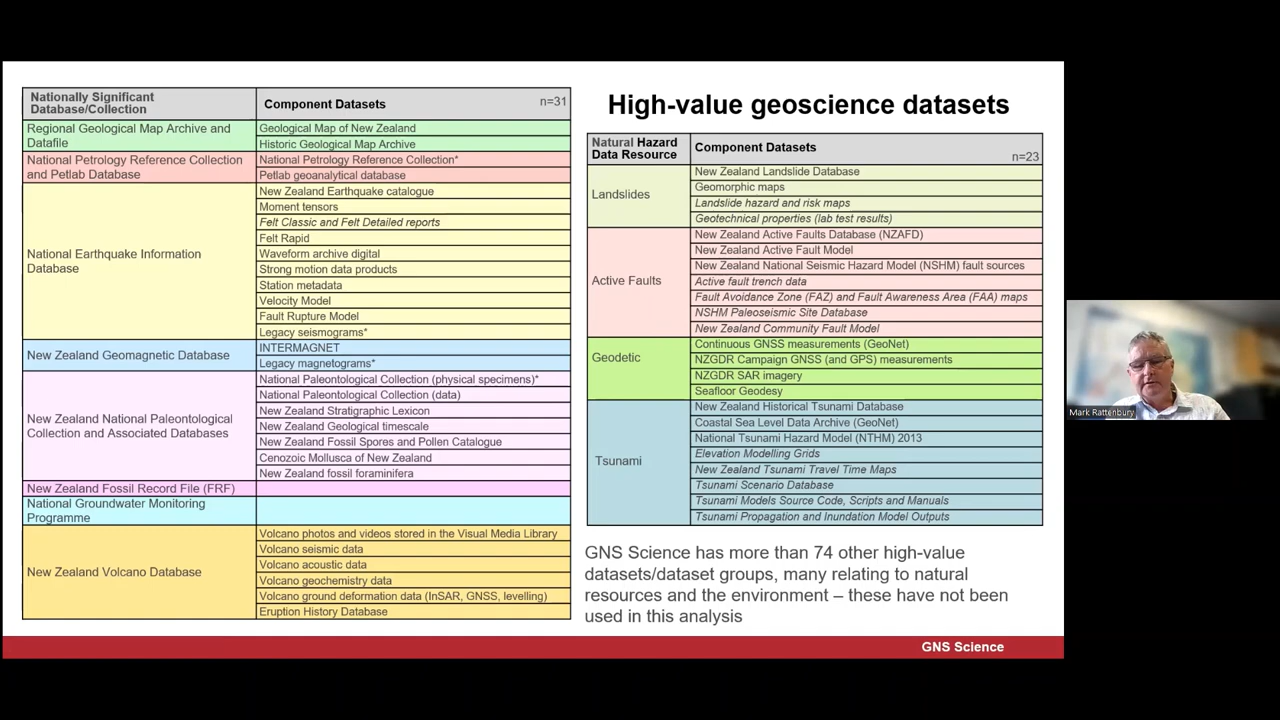 Nationally Significant
Database/Collection
Component Datasets
n=31
Regional Geological Map Archive and
Datafile
Geological Map of New Zealand
Historic Geological Map Archive
National Petrology Reference Collection
and Petlab Database
National Petrology Reference Collection*
Petlab geoanalytical database
National Earthquake Information
Database
New Zealand Earthquake catalogue
Moment tensors
Felt Classic and Felt Detailed reports
Felt Rapid
Waveform archive digital
Strong motion data products
Station metadata
Velocity Model
Fault Rupture Model
Legacy seismograms*
New Zealand Geomagnetic Database
INTERMAGNET
Legacy magnetograms*
New Zealand National Paleontological
Collection and Associated Databases
National Paleontological Collection (physical specimens)*
National Paleontological Collection (data)
New Zealand Stratigraphic Lexicon
New Zealand Geological timescale
New Zealand Fossil Spores and Pollen Catalogue
Cenozoic Mollusca of New Zealand
New Zealand fossil foraminifera
New Zealand Fossil Record File (FRF)
National Groundwater Monitoring
Programme
New Zealand Volcano Database
Volcano photos and videos stored in the Visual Media Library
Volcano seismic data
Volcano acoustic data
Volcano geochemistry data
Volcano ground deformation data (InSAR, GNSS, levelling)
Eruption History Database
High-value geoscience datasets
Natural Hazard
Data Resource
Component Datasets
n=23
Landslides
New Zealand Landslide Database
Geomorphic maps
Landslide hazard and risk maps
Geotechnical properties (lab test results)
Active Faults
New Zealand Active Faults Database (NZAFD)
New Zealand Active Fault Model
New Zealand National Seismic Hazard Model (NSHM) fault sources
Active fault trench data
Fault Avoidance Zone (FAZ) and Fault Awareness Area (FAA) maps
NSHM Paleoseismic Site Database
New Zealand Community Fault Model
Geodetic
Continuous GNSS measurements (GeoNet)
NZGDR Campaign GNSS (and GPS) measurements
NZGDR SAR imagery
Seafloor Geodesy
Tsunami
New Zealand Historical Tsunami Database
Coastal Sea Level Data Archive (GeoNet)
National Tsunami Hazard Model (NTHM) 2013
Elevation Modelling Grids
New Zealand Tsunami Travel Time Maps
Tsunami Scenario Database
Tsunami Models Source Code, Scripts and Manuals
Tsunami Propagation and Inundation Model Outputs
GNS Science has more than 74 other high-value
datasets/dataset groups, many relating to natural
resources and the environment – these have not been
used in this analysis
GNS Science
Mark Rattenbury